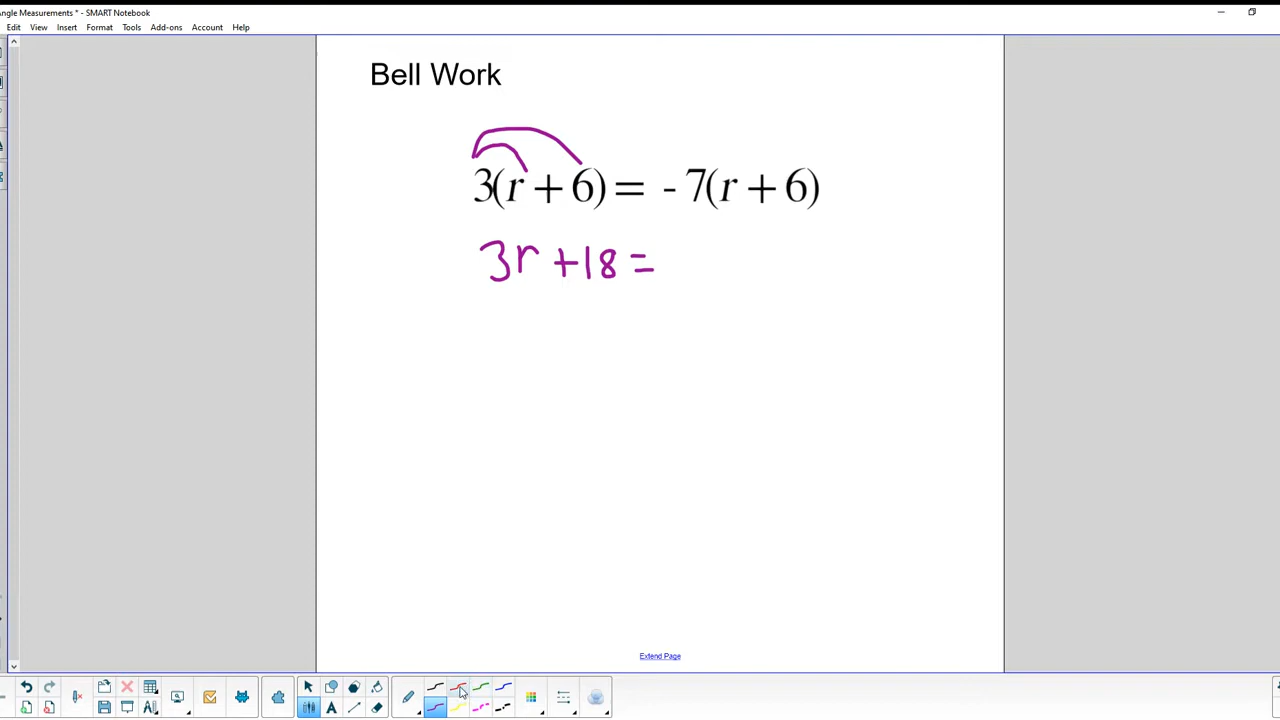 Angle Measurements * - SMART Notebook
Edit View Insert Format Tools Add-ons Account Help
Bell Work
3(r + 6) = - 7(r + 6)
3r + 18 =
Extend Page